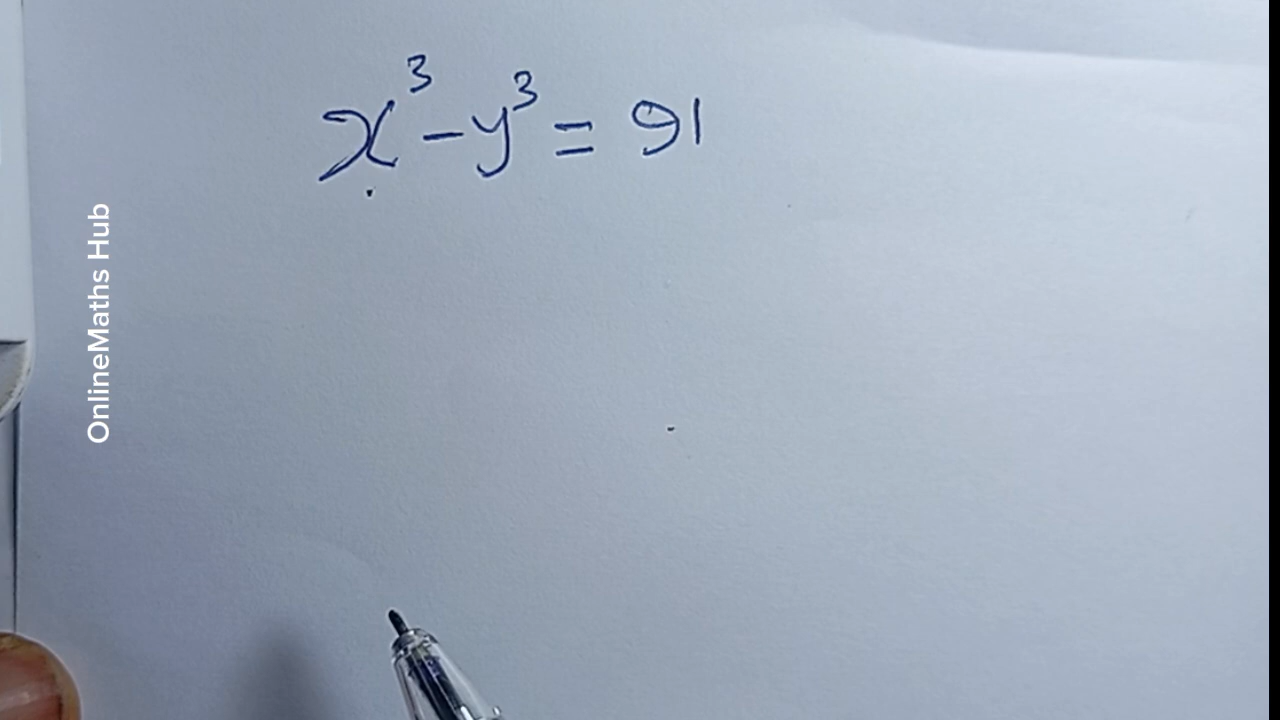 x³ - y³ = 91
OnlineMaths Hub